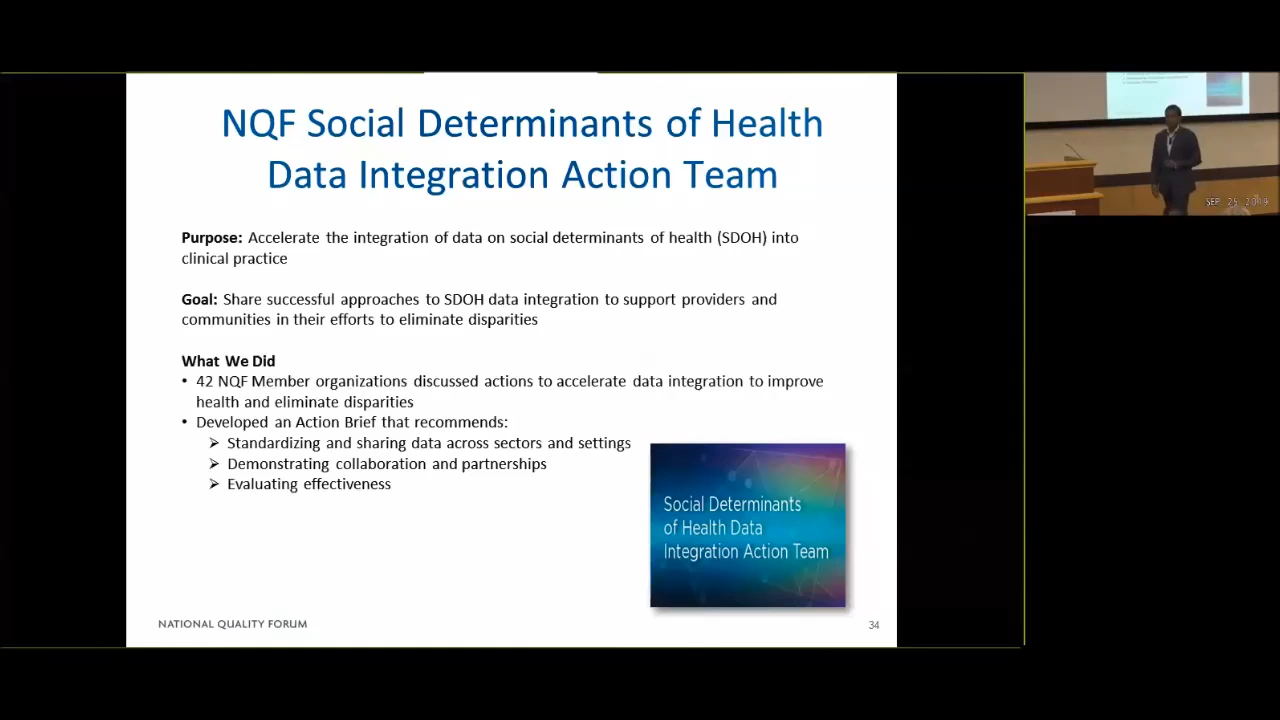 NQF Social Determinants of Health
Data Integration Action Team
Purpose: Accelerate the integration of data on social determinants of health (SDOH) into
clinical practice
Goal: Share successful approaches to SDOH data integration to support providers and
communities in their efforts to eliminate disparities
What We Did
• 42 NQF Member organizations discussed actions to accelerate data integration to improve
health and eliminate disparities
• Developed an Action Brief that recommends:
➢ Standardizing and sharing data across sectors and settings
➢ Demonstrating collaboration and partnerships
➢ Evaluating effectiveness
Social Determinants
of Health Data
Integration Action Team
NATIONAL QUALITY FORUM
34
SEP 25 2019